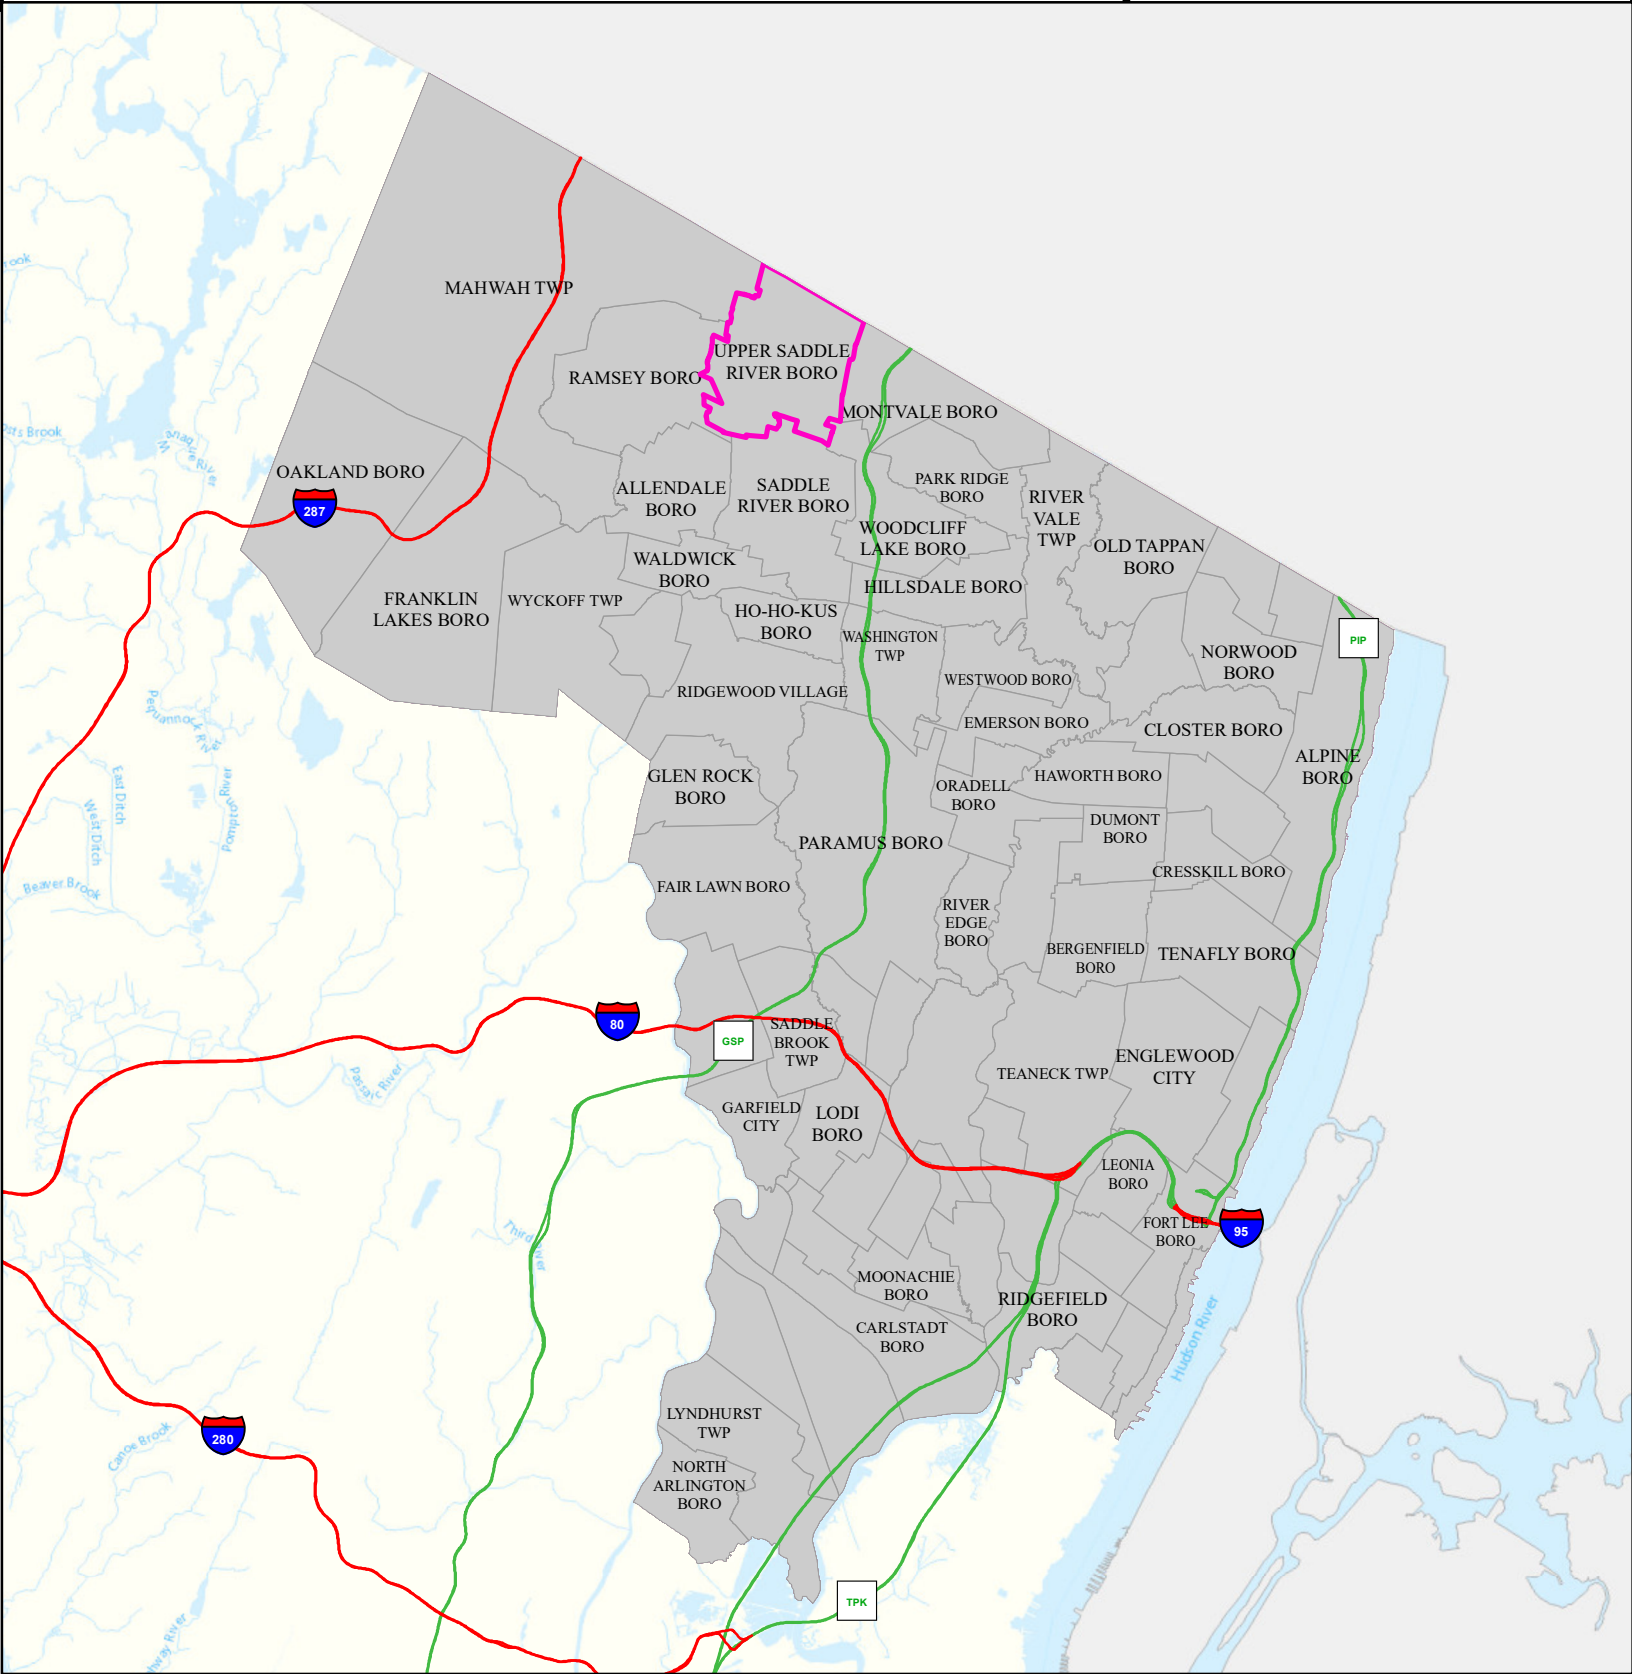 MAHWAH TWP
UPPER SADDLE
RIVER BORO
RAMSEY BORO
MONTVALE BORO
OAKLAND BORO
287
ALLENDALE
BORO
SADDLE
RIVER BORO
PARK RIDGE
BORO
RIVER
VALE
TWP
WOODCLIFF
LAKE BORO
OLD TAPPAN
BORO
WALDWICK
BORO
HILLSDALE BORO
FRANKLIN
LAKES BORO
WYCKOFF TWP
HO-HO-KUS
BORO
WASHINGTON
TWP
PIP
NORWOOD
BORO
WESTWOOD BORO
RIDGEWOOD VILLAGE
EMERSON BORO
CLOSTER BORO
ALPINE
BORO
GLEN ROCK
BORO
ORADELL
BORO
HAWORTH BORO
DUMONT
BORO
PARAMUS BORO
CRESSKILL BORO
FAIR LAWN BORO
RIVER
EDGE
BORO
BERGENFIELD
BORO
TENAFLY BORO
80
GSP
SADDLE
BROOK
TWP
TEANECK TWP
ENGLEWOOD
CITY
GARFIELD
CITY
LODI
BORO
LEONIA
BORO
FORT LEE
BORO
95
MOONACHIE
BORO
RIDGEFIELD
BORO
CARLSTADT
BORO
Hudson River
LYNDHURST
TWP
NORTH
ARLINGTON
BORO
280
TPK
Pequannock River
East Ditch
West Ditch
Pompton River
Beaver Brook
Passaic River
Third River
Canoe Brook